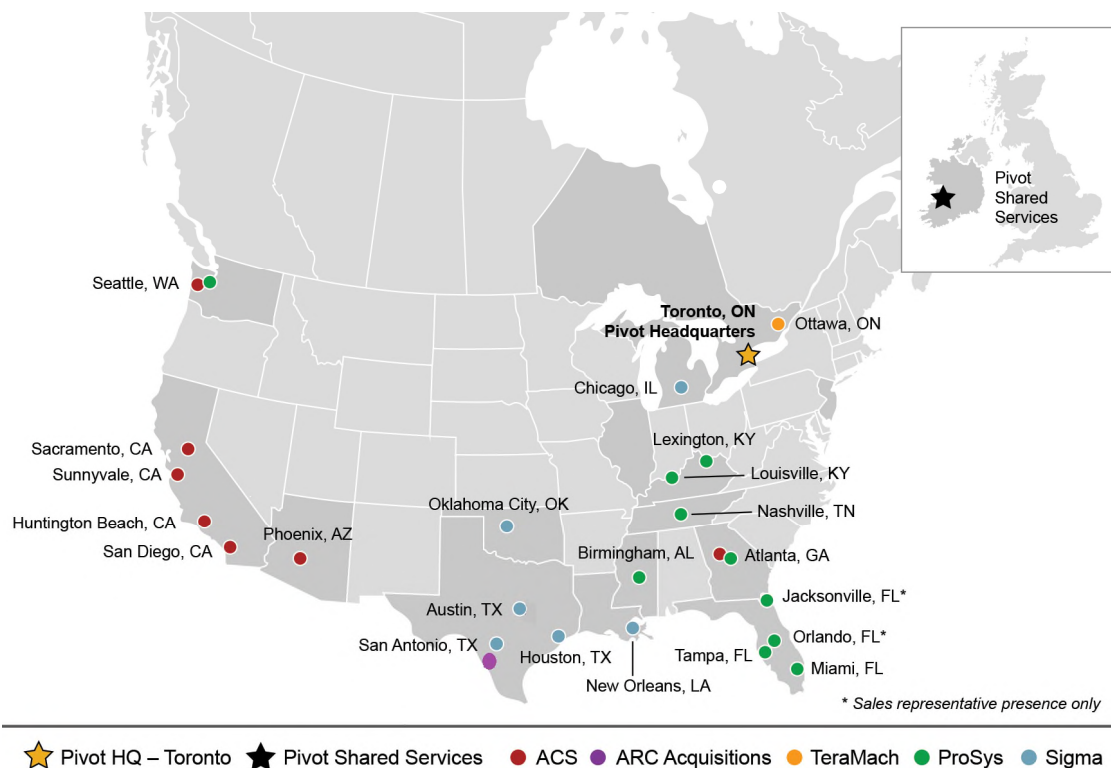 Pivot
Shared
Services
Seattle, WA
Toronto, ON
Pivot Headquarters
Ottawa, ON
Chicago, IL
Lexington, KY
Sacramento, CA
Louisville, KY
Sunnyvale, CA
Oklahoma City, OK
Nashville, TN
Huntington Beach, CA
Phoenix, AZ
San Diego, CA
Birmingham, AL
Atlanta, GA
Jacksonville, FL*
Austin, TX
Orlando, FL*
San Antonio, TX
Houston, TX
Tampa, FL
Miami, FL
New Orleans, LA
* Sales representative presence only
Pivot HQ – Toronto
Pivot Shared Services
ACS
ARC Acquisitions
TeraMach
ProSys
Sigma